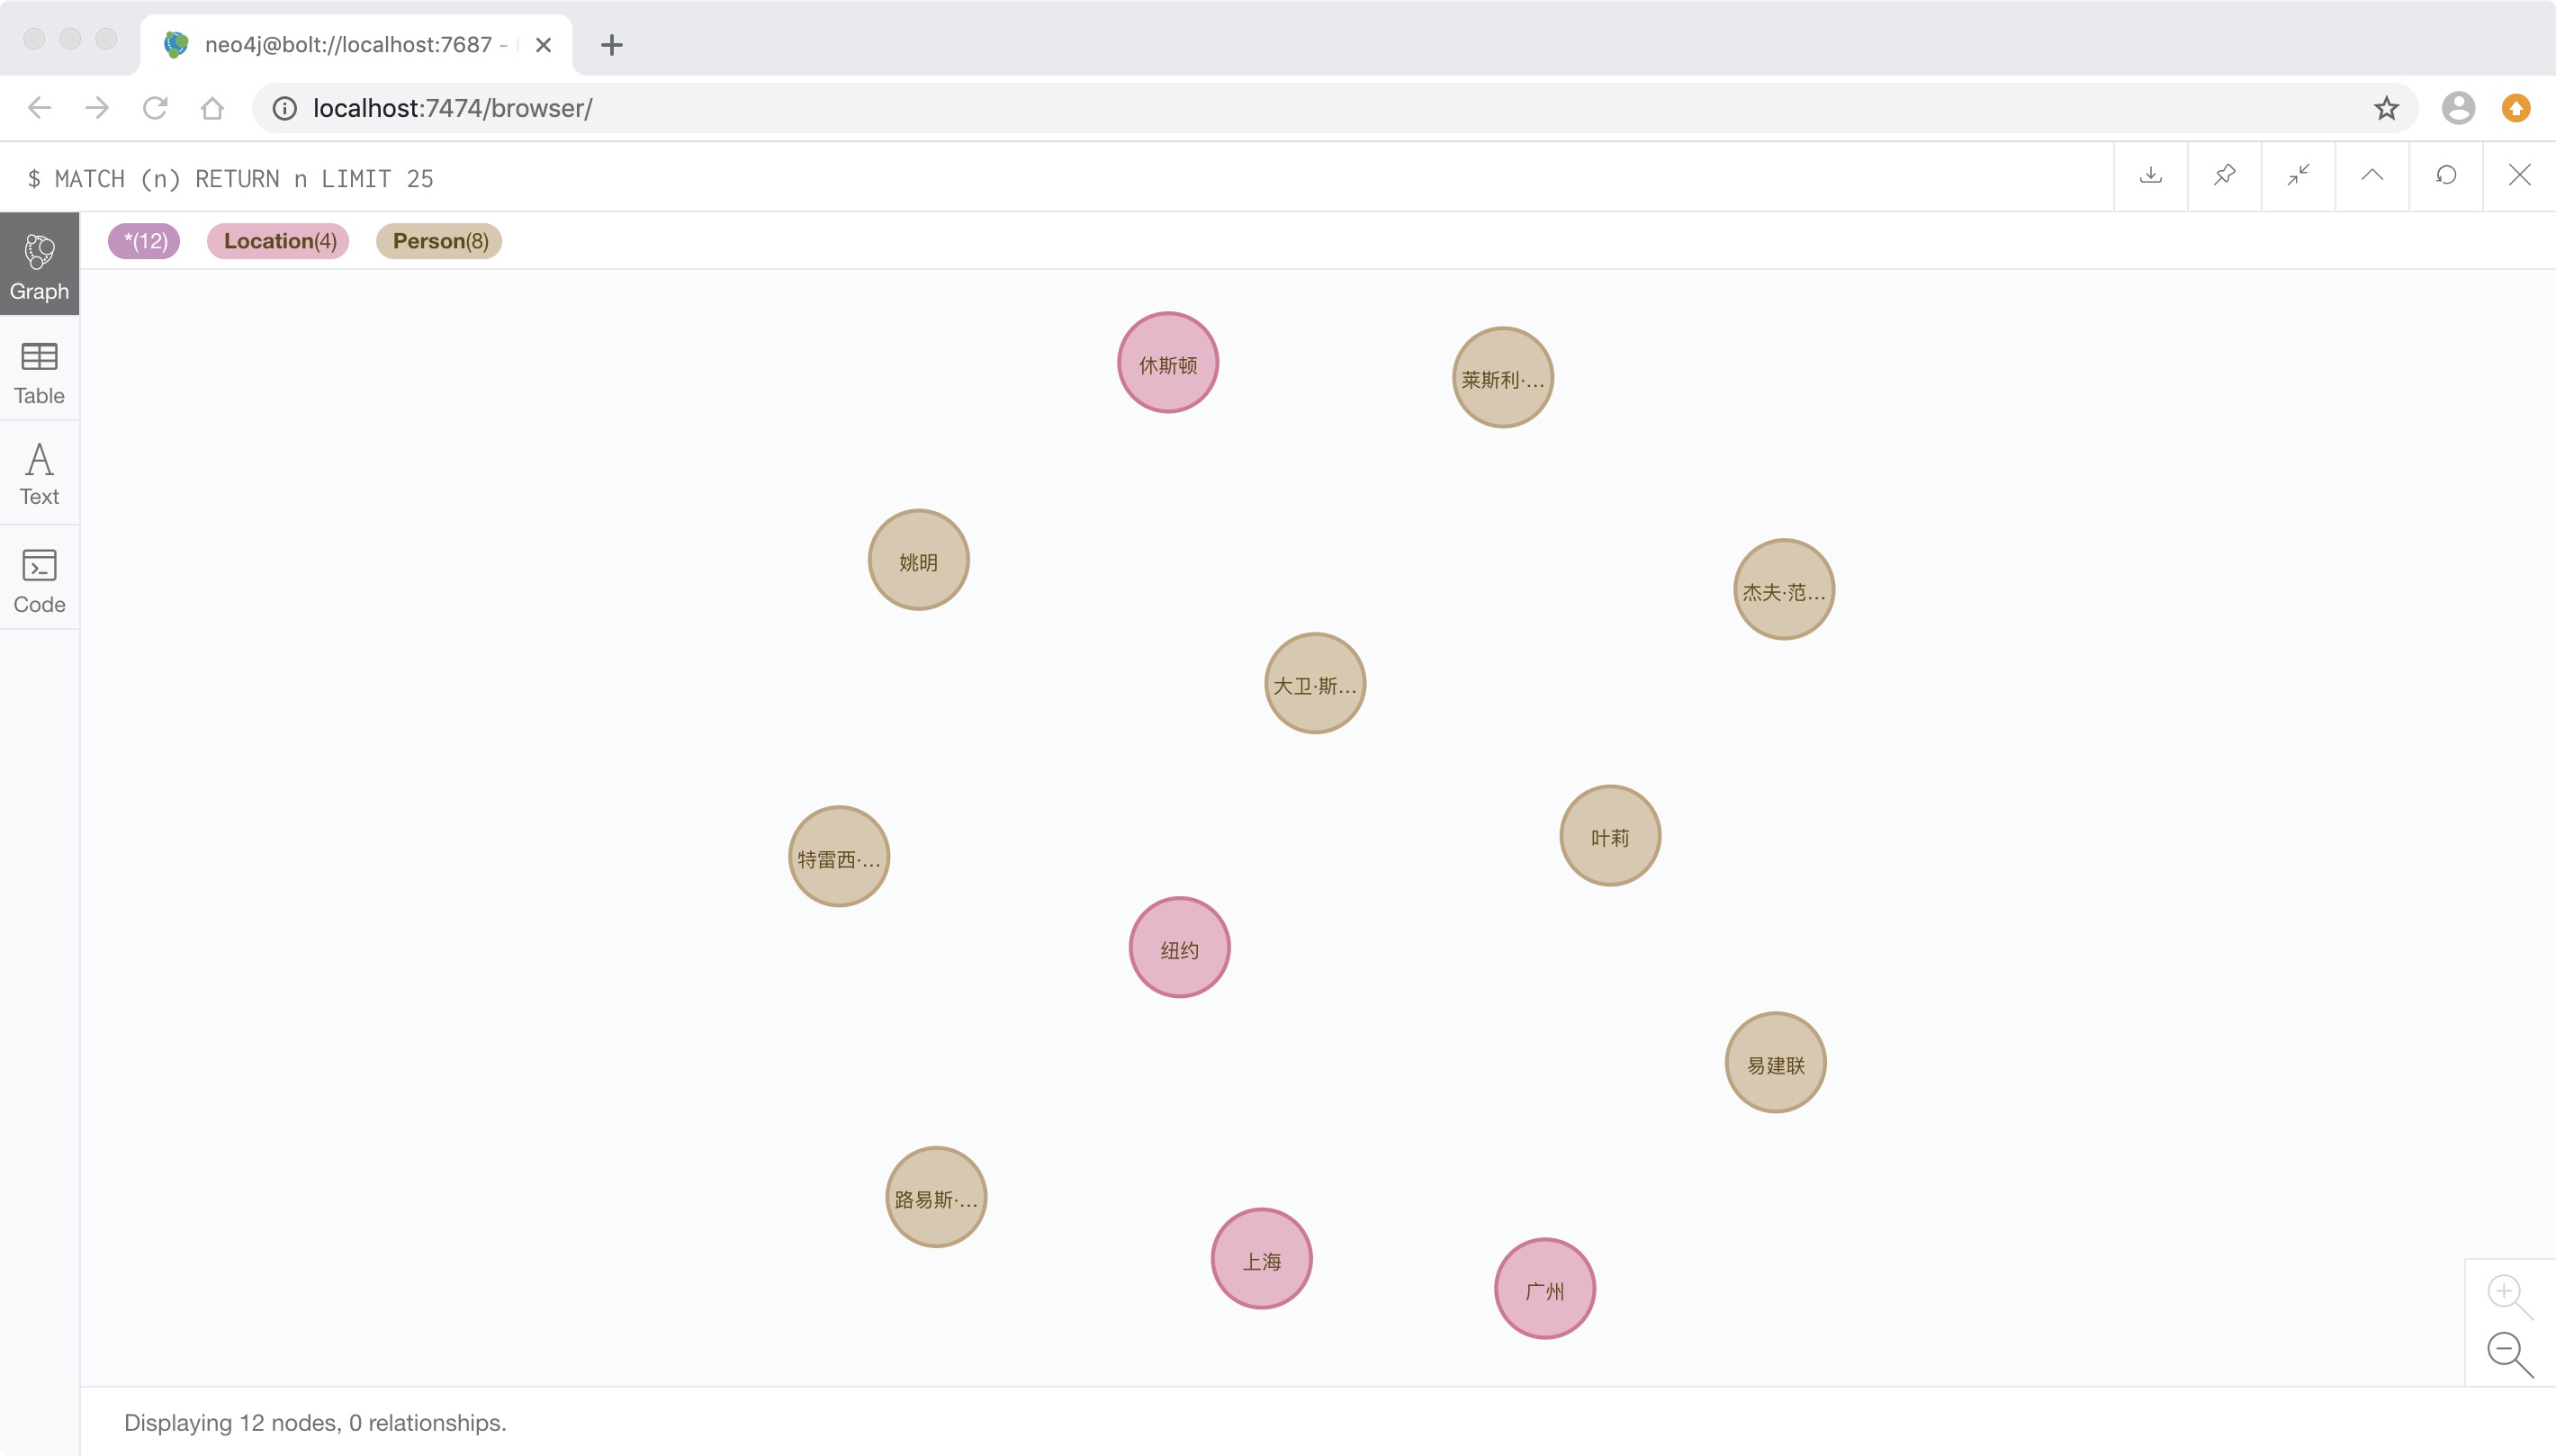 neo4j@bolt://localhost:7687 -
localhost:7474/browser/
$ MATCH (n) RETURN n LIMIT 25
*(12) Location(4) Person(8)
Graph
Table
Text
Code
休斯顿
莱斯利·...
姚明
杰夫·范...
大卫·斯...
叶莉
特雷西·...
纽约
易建联
路易斯·...
上海
广州
Displaying 12 nodes, 0 relationships.